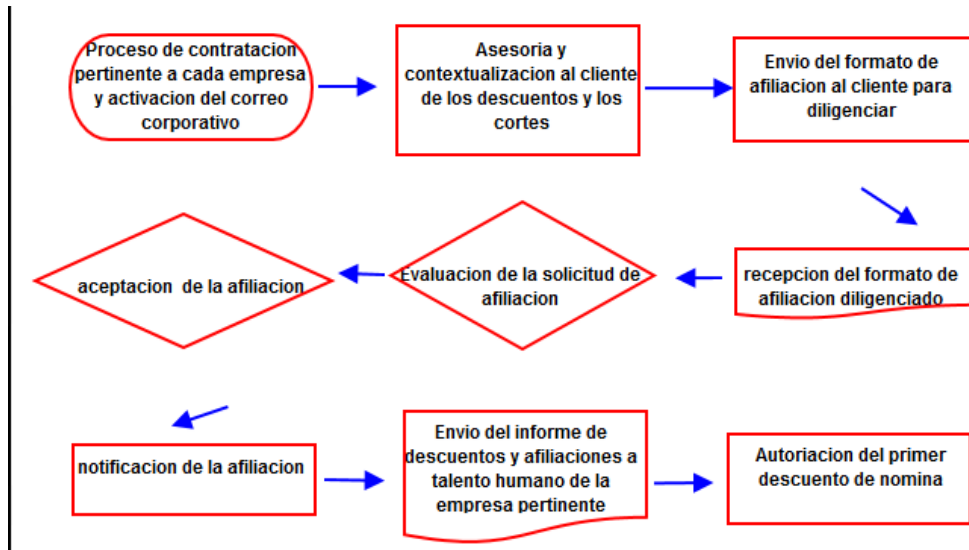 Proceso de contratacion
pertinente a cada empresa
y activacion del correo
corporativo
Asesoria y
contextualizacion al cliente
de los descuentos y los
cortes
Envio del formato de
afiliacion al cliente para
diligenciar
aceptacion de la afiliacion
Evaluacion de la solicitud de
afiliacion
recepcion del formato de
afiliacion diligenciado
notificacion de la afiliacion
Envio del informe de
descuentos y afiliaciones a
talento humano de la
empresa pertinente
Autoriacion del primer
descuento de nomina